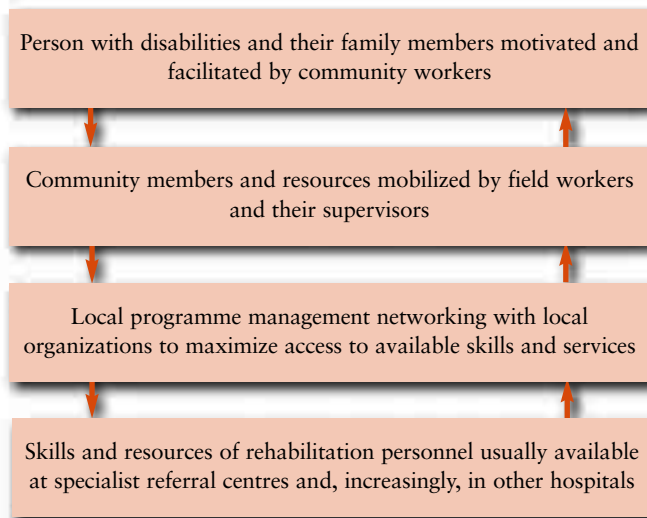 Person with disabilities and their family members motivated and
facilitated by community workers
Community members and resources mobilized by field workers
and their supervisors
Local programme management networking with local
organizations to maximize access to available skills and services
Skills and resources of rehabilitation personnel usually available
at specialist referral centres and, increasingly, in other hospitals